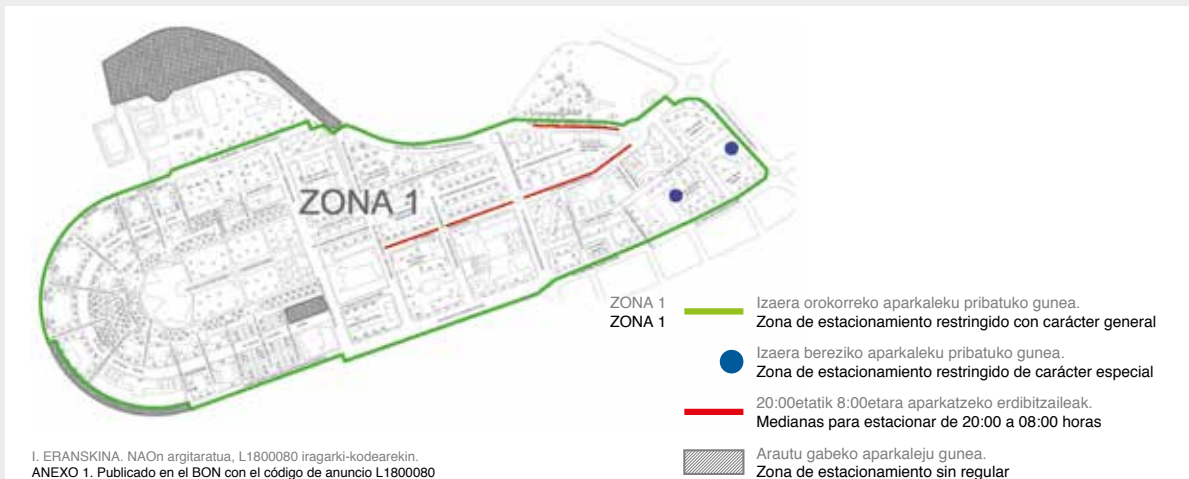 ZONA 1
ZONA 1
ZONA 1
Izaera orokorreko aparkaleku pribatuko gunea.
Zona de estacionamiento restringido con carácter general
Izaera bereziko aparkaleku pribatuko gunea.
Zona de estacionamiento restringido de carácter especial
20:00etatik 8:00etara aparkatzeko erdibitzaileak.
Medianas para estacionar de 20:00 a 08:00 horas
Arautu gabeko aparkaleju gunea.
Zona de estacionamiento sin regular
I. ERANSKINA. NAOn argitaratua, L1800080 iragarki-kodearekin.
ANEXO 1. Publicado en el BON con el código de anuncio L1800080